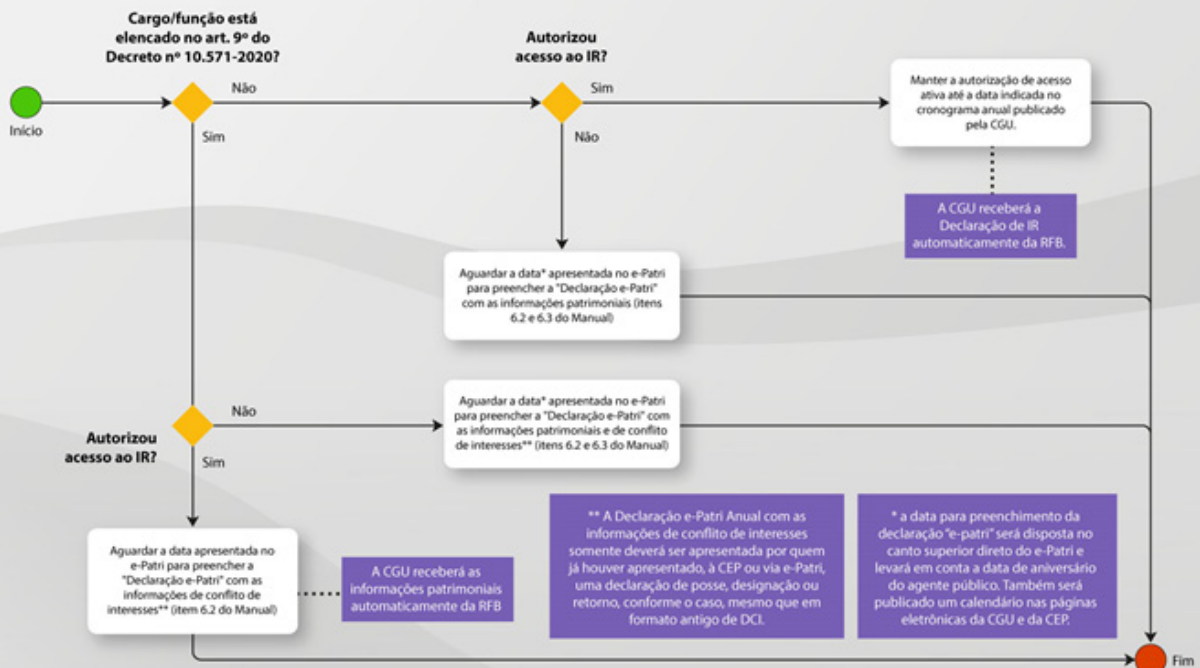 Cargo/função está
elencado no art. 9º do
Decreto nº 10.571-2020?
Autorizou
acesso ao IR?
Início
Não
Sim
Sim
Não
Manter a autorização de acesso
ativa até a data indicada no
cronograma anual publicado
pela CGU.
A CGU receberá a
Declaração de IR
automaticamente da RFB.
Aguardar a data* apresentada no e-Patri
para preencher a "Declaração e-Patri"
com as informações patrimoniais (itens
6.2 e 6.3 do Manual)
Autorizou
acesso ao IR?
Não
Sim
Aguardar a data* apresentada no e-Patri
para preencher a "Declaração e-Patri" com
as informações patrimoniais e de conflito
de interesses** (itens 6.2 e 6.3 do Manual)
Aguardar a data apresentada no
e-Patri para preencher a
"Declaração e-Patri" com as
informações de conflito de
interesses** (item 6.2 do Manual)
A CGU receberá as
informações patrimoniais
automaticamente da RFB
** A Declaração e-Patri Anual com as
informações de conflito de interesses
somente deverá ser apresentada por quem
já houver apresentado, à CEP ou via e-Patri,
uma declaração de posse, designação ou
retorno, conforme o caso, mesmo que em
formato antigo de DCI.
* a data para preenchimento da
declaração "e-patri" será disposta no
canto superior direto do e-Patri e
levará em conta a data de aniversário
do agente público. Também será
publicado um calendário nas páginas
eletrônicas da CGU e da CEP.
Fim